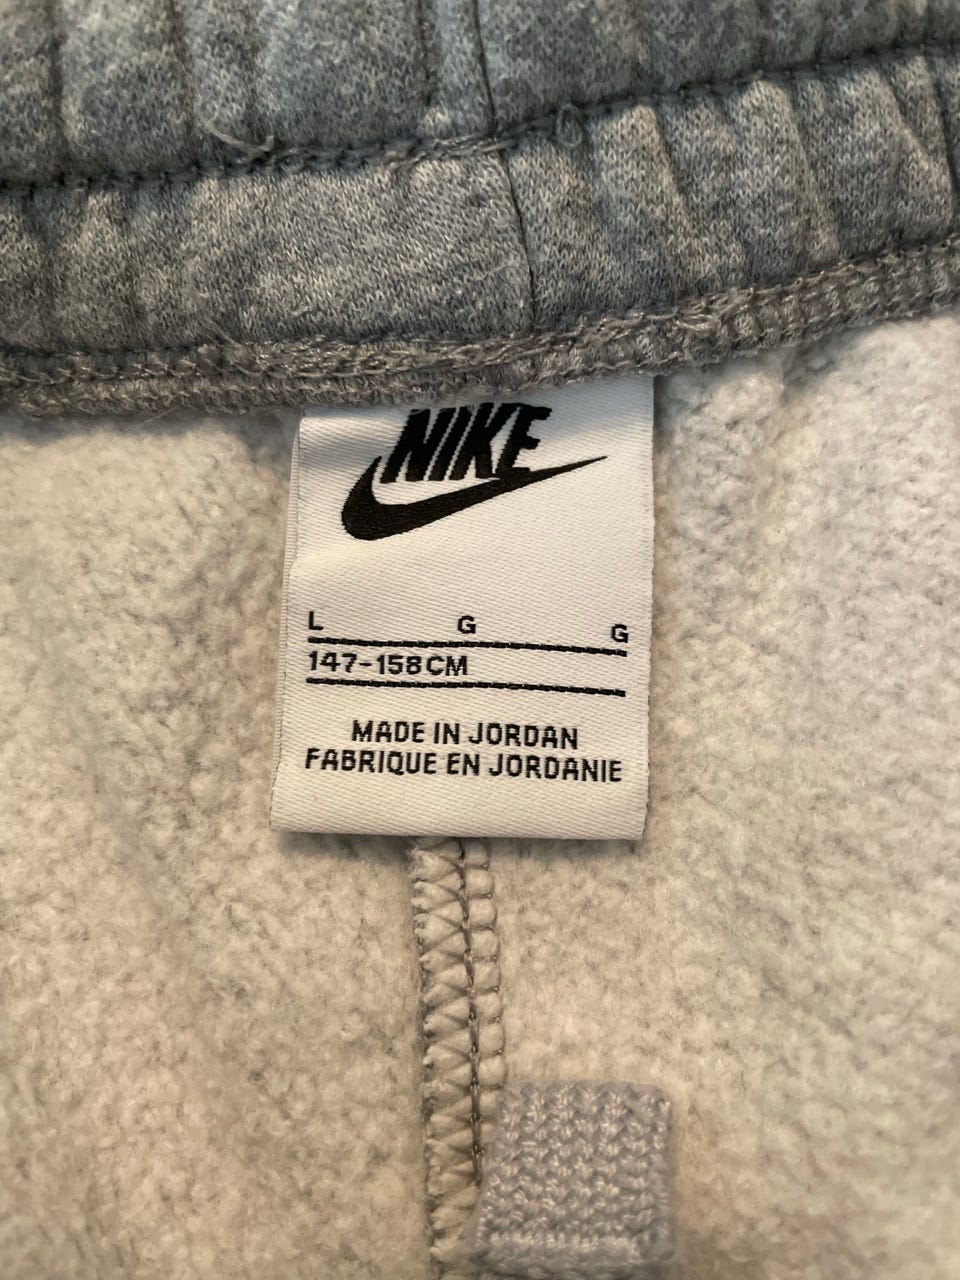 NIKE
L G G
147-158CM
MADE IN JORDAN
FABRIQUE EN JORDANIE